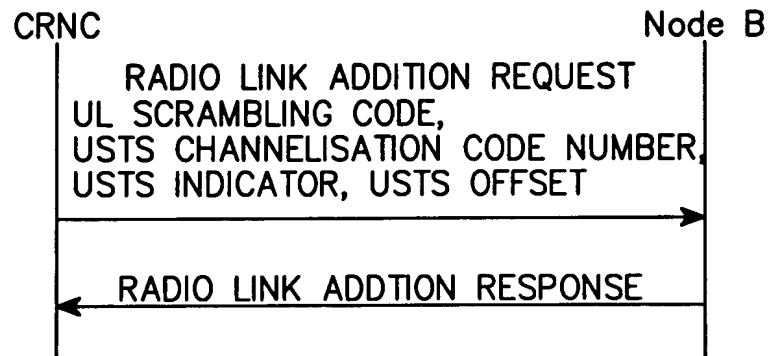 CRNC Node B
RADIO LINK ADDITION REQUEST
UL SCRAMBLING CODE,
USTS CHANNELISATION CODE NUMBER,
USTS INDICATOR, USTS OFFSET
RADIO LINK ADDTION RESPONSE